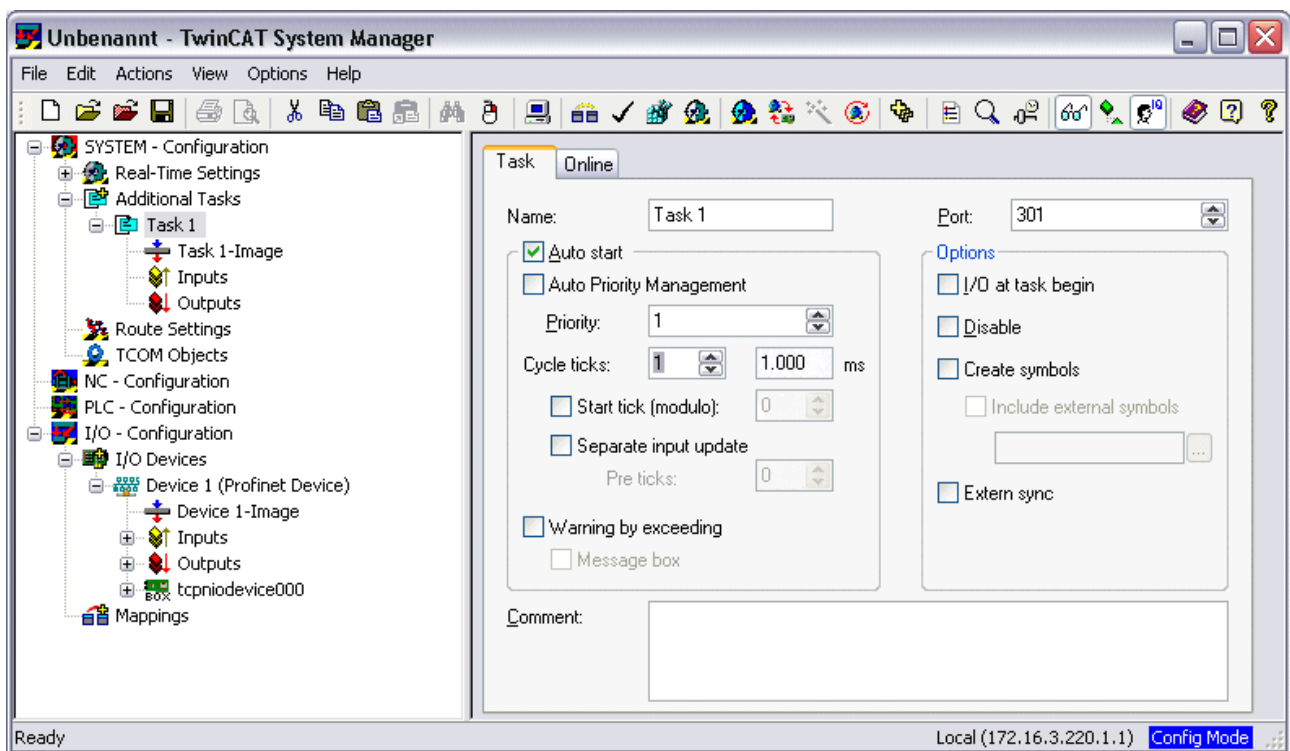 Unbenannt - TwinCAT System Manager
File Edit Actions View Options Help
SYSTEM - Configuration
Real-Time Settings
Additional Tasks
Task 1
Task 1-Image
Inputs
Outputs
Route Settings
TCOM Objects
NC - Configuration
PLC - Configuration
I/O - Configuration
I/O Devices
Device 1 (Profinet Device)
Device 1-Image
Inputs
Outputs
BOX tcpniodevice000
Mappings
Task Online
Name: Task 1
Port: 301
Auto start
Auto Priority Management
Priority: 1
Cycle ticks: 1 1.000 ms
Start tick (modulo): 0
Separate input update
Pre ticks: 0
Warning by exceeding
Message box
Options
I/O at task begin
Disable
Create symbols
Include external symbols
...
Extern sync
Comment:
Ready Local (172.16.3.220.1.1) Config Mode